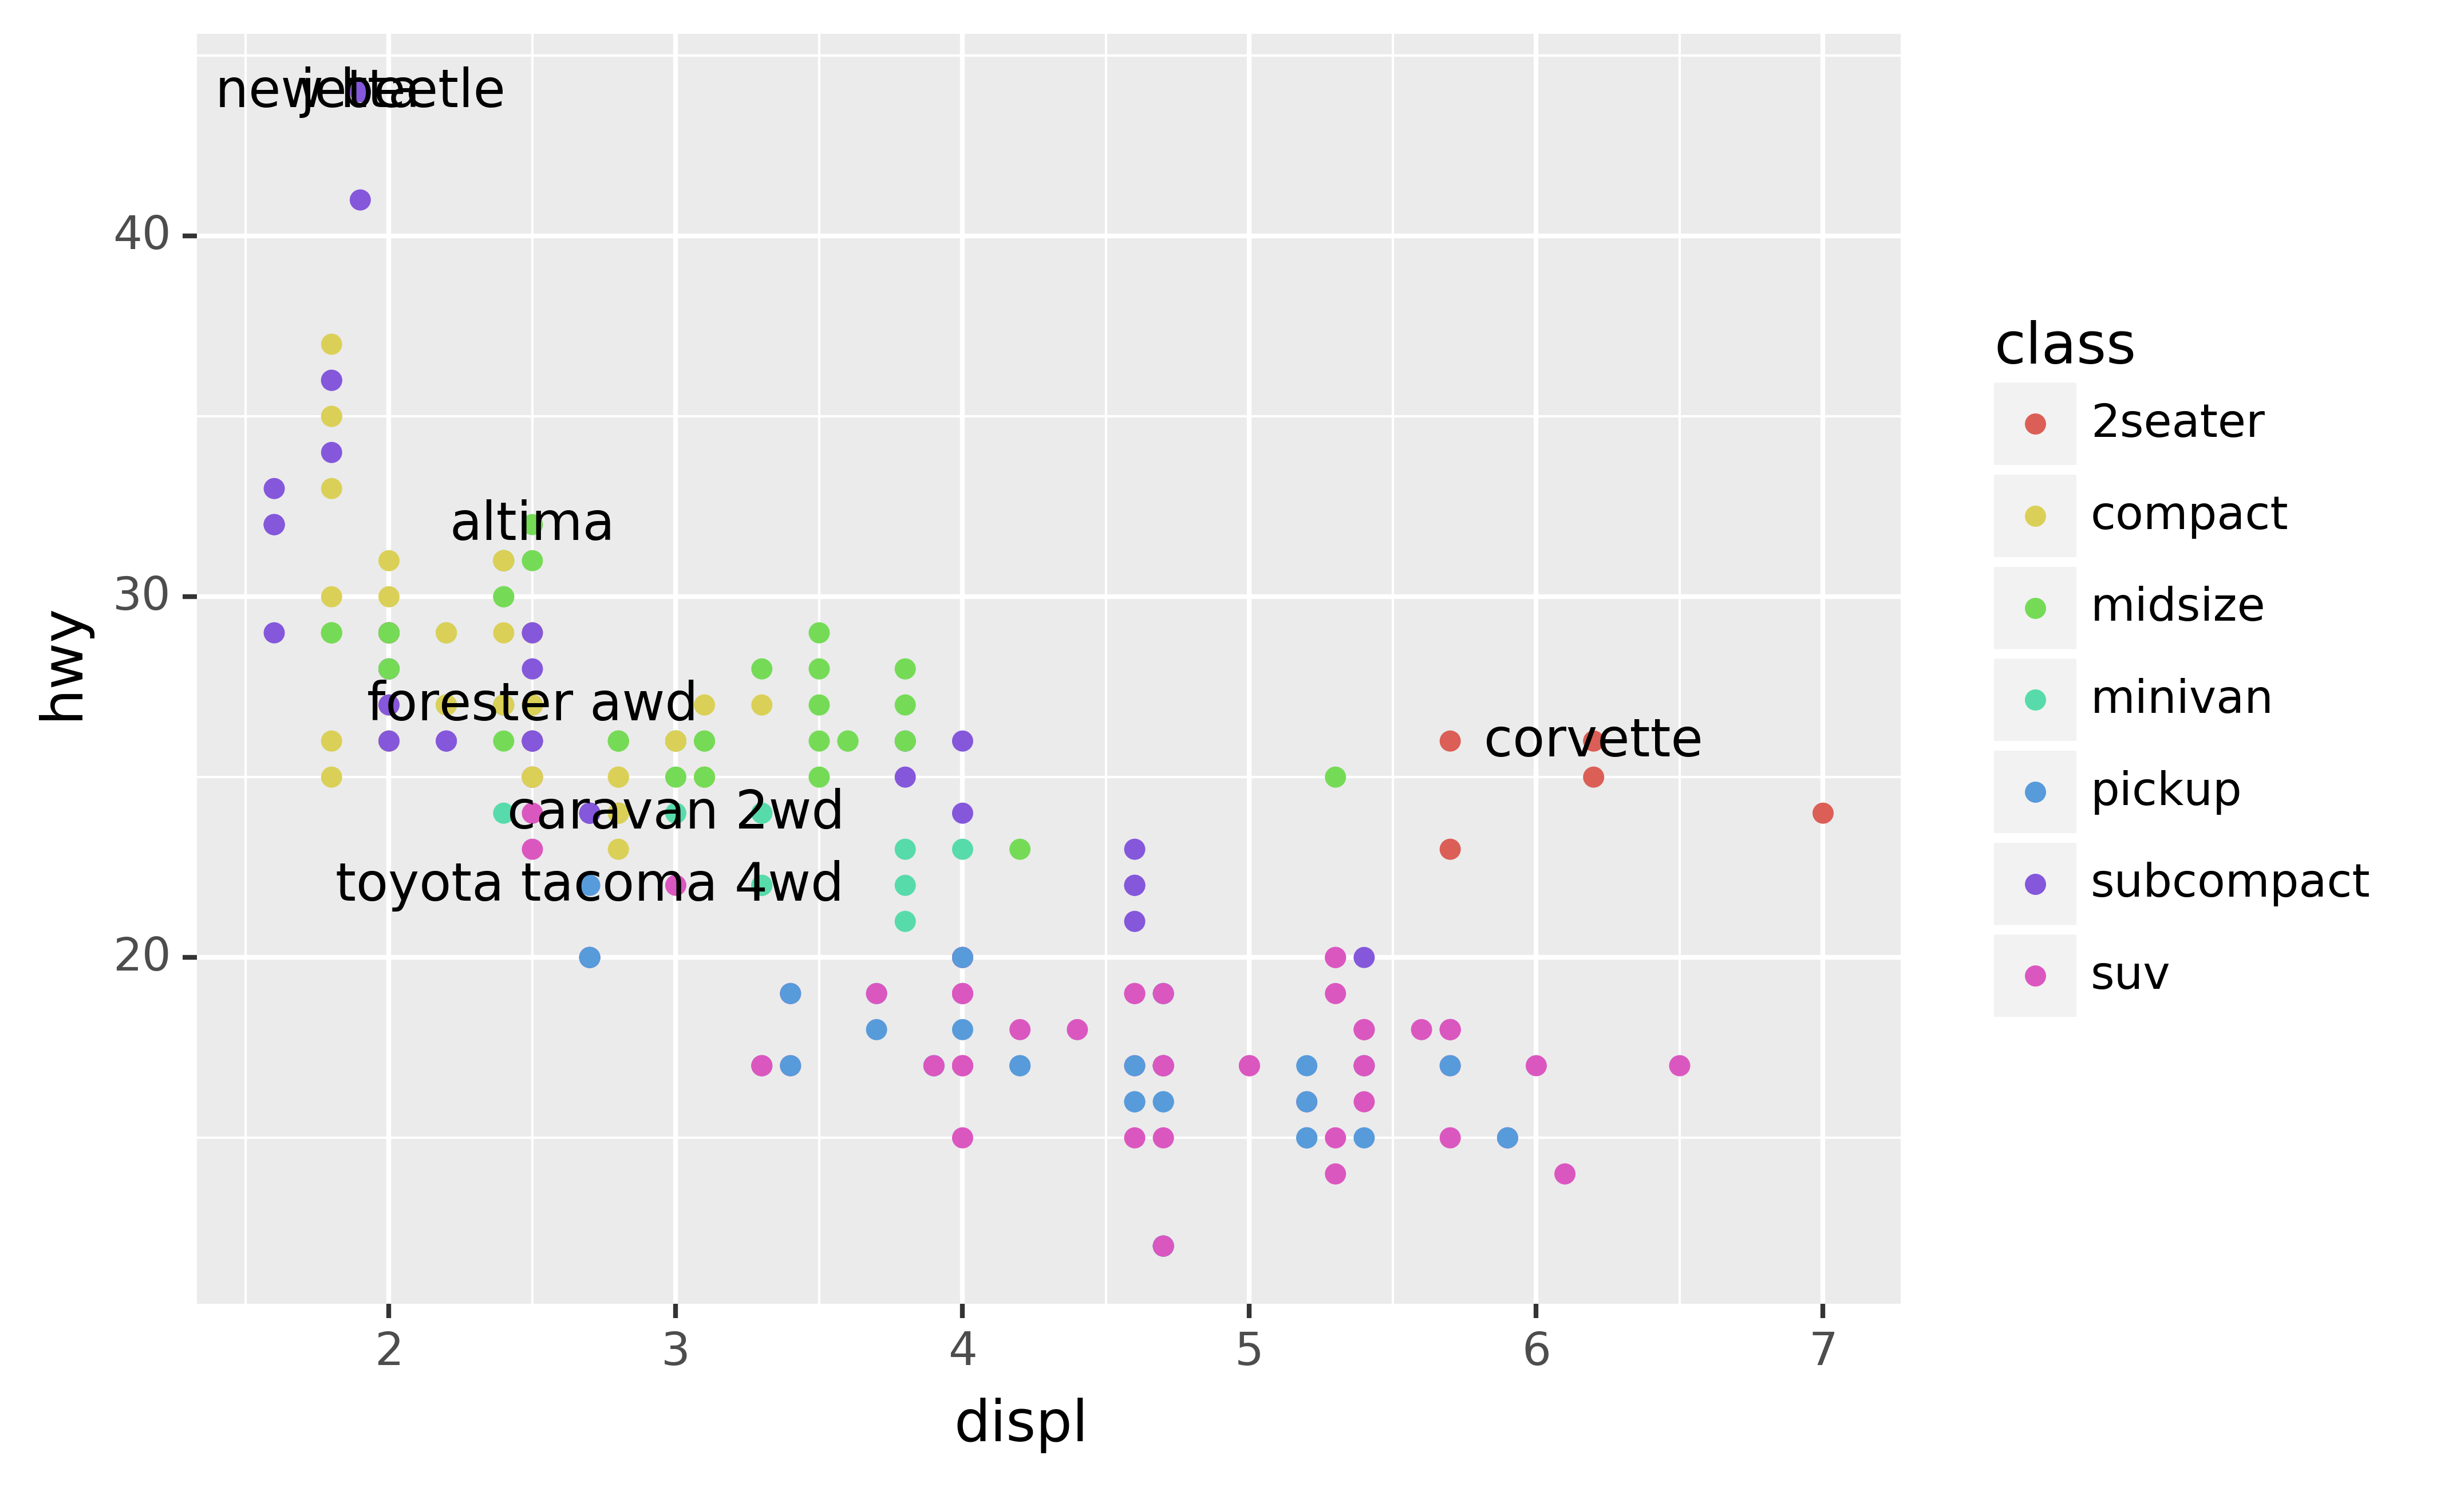 new beetle
jetta
40
altima
30
forester awd
corvette
caravan 2wd
toyota tacoma 4wd
20
hwy
2
3
4
5
6
7
displ
class
2seater
compact
midsize
minivan
pickup
subcompact
suv